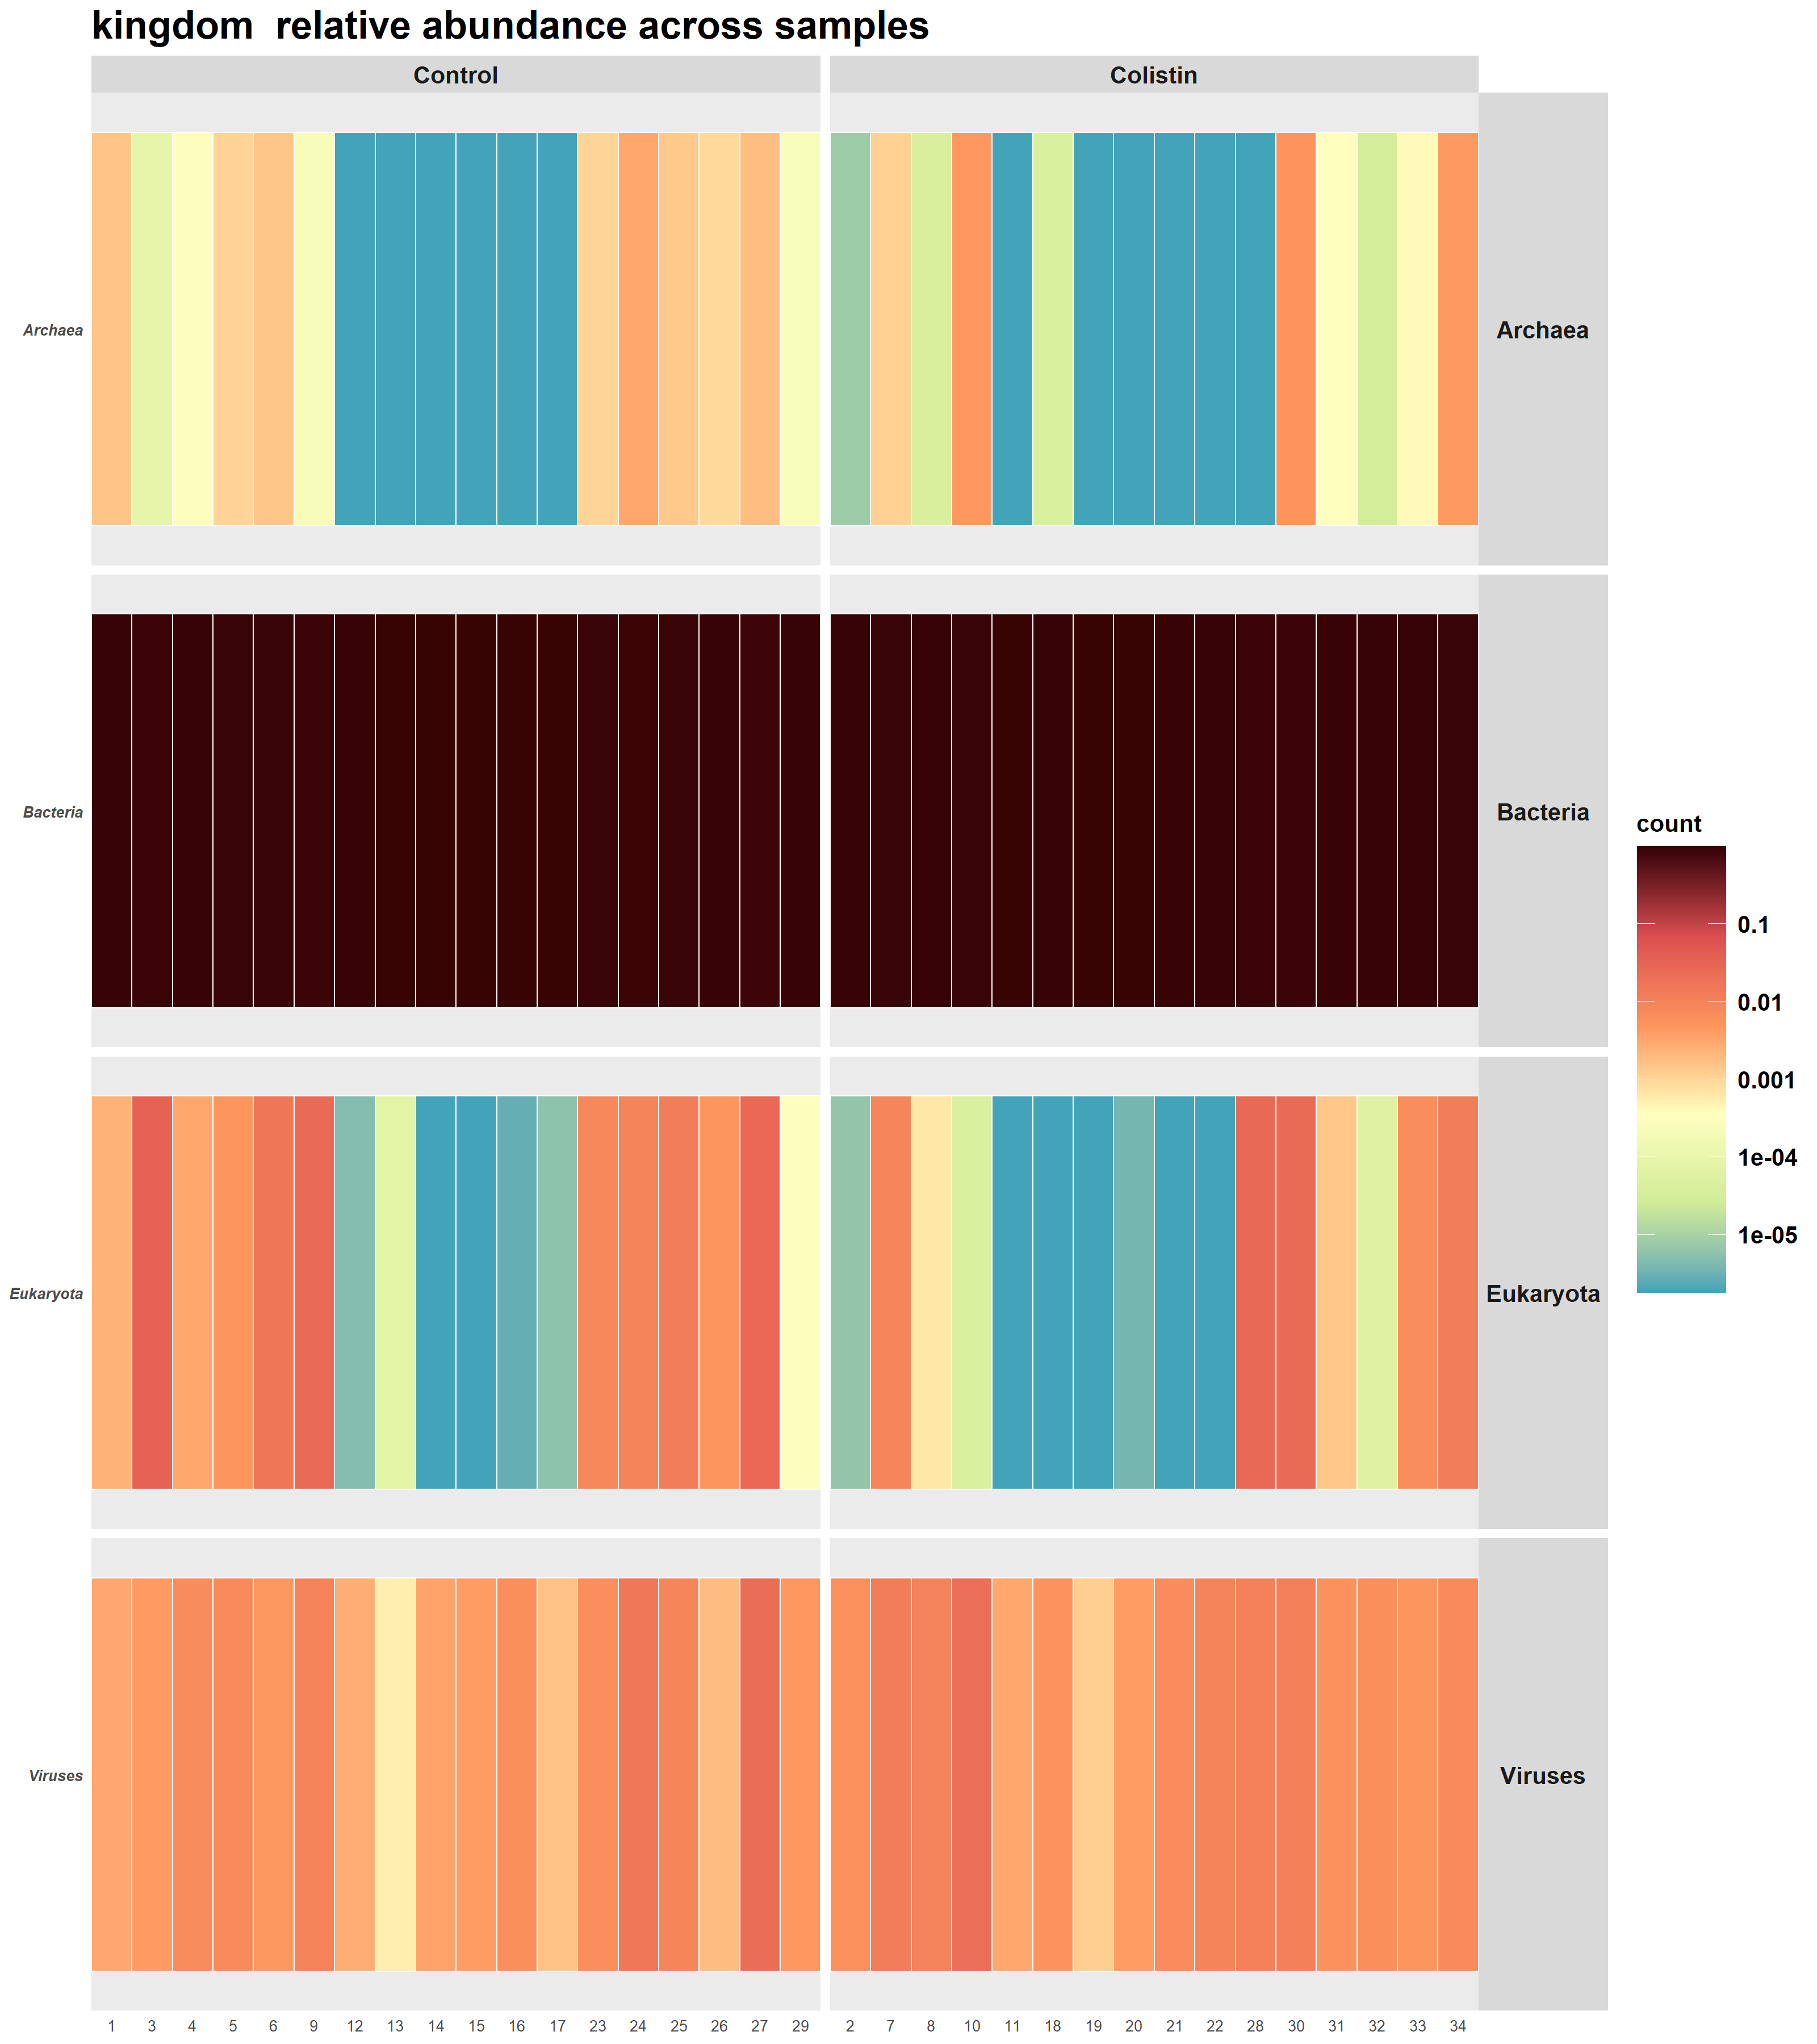 kingdom  relative abundance across samples
Control Colistin
Archaea Archaea
Bacteria Bacteria
count
0.1
0.01
0.001
1e-04
1e-05
Eukaryota Eukaryota
Viruses Viruses
1 3 4 5 6 9 12 13 14 15 16 17 23 24 25 26 27 29 2 7 8 10 11 18 19 20 21 22 28 30 31 32 33 34